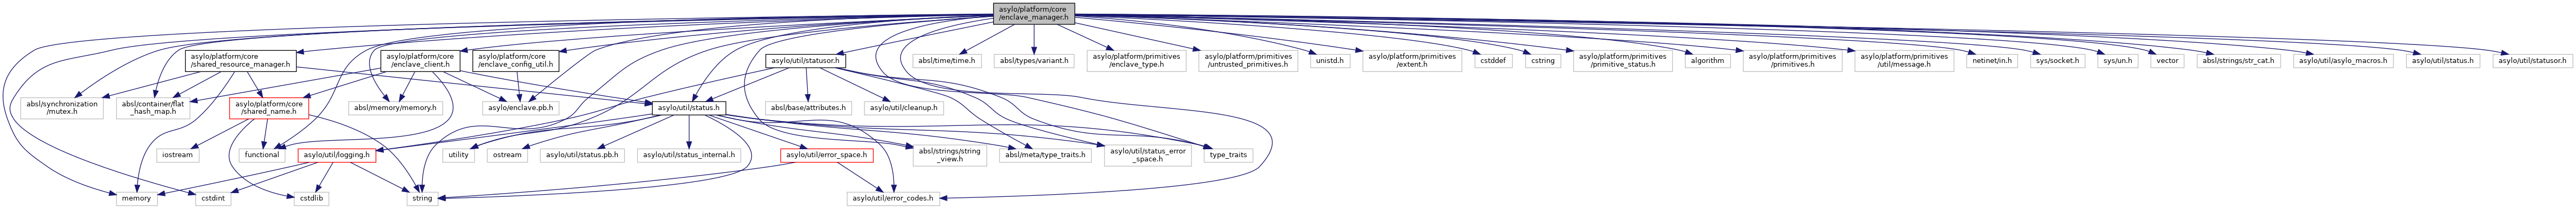 asylo/platform/core
/enclave_manager.h
asylo/platform/core
/shared_resource_manager.h
asylo/platform/core
/enclave_client.h
asylo/platform/core
/enclave_config_util.h
asylo/util/statusor.h
absl/time/time.h
absl/types/variant.h
asylo/platform/primitives
/enclave_type.h
asylo/platform/primitives
/untrusted_primitives.h
unistd.h
asylo/platform/primitives
/extent.h
cstddef
cstring
asylo/platform/primitives
/primitive_status.h
algorithm
asylo/platform/primitives
/primitives.h
asylo/platform/primitives
/util/message.h
netinet/in.h
sys/socket.h
sys/un.h
vector
absl/strings/str_cat.h
asylo/util/asylo_macros.h
asylo/util/status.h
asylo/util/statusor.h
absl/synchronization
/mutex.h
absl/container/flat
_hash_map.h
asylo/platform/core
/shared_name.h
absl/memory/memory.h
asylo/enclave.pb.h
asylo/util/status.h
absl/base/attributes.h
asylo/util/cleanup.h
iostream
functional
asylo/util/logging.h
utility
ostream
asylo/util/status.pb.h
asylo/util/status_internal.h
asylo/util/error_space.h
absl/strings/string
_view.h
absl/meta/type_traits.h
asylo/util/status_error
_space.h
type_traits
memory
cstdint
cstdlib
string
asylo/util/error_codes.h